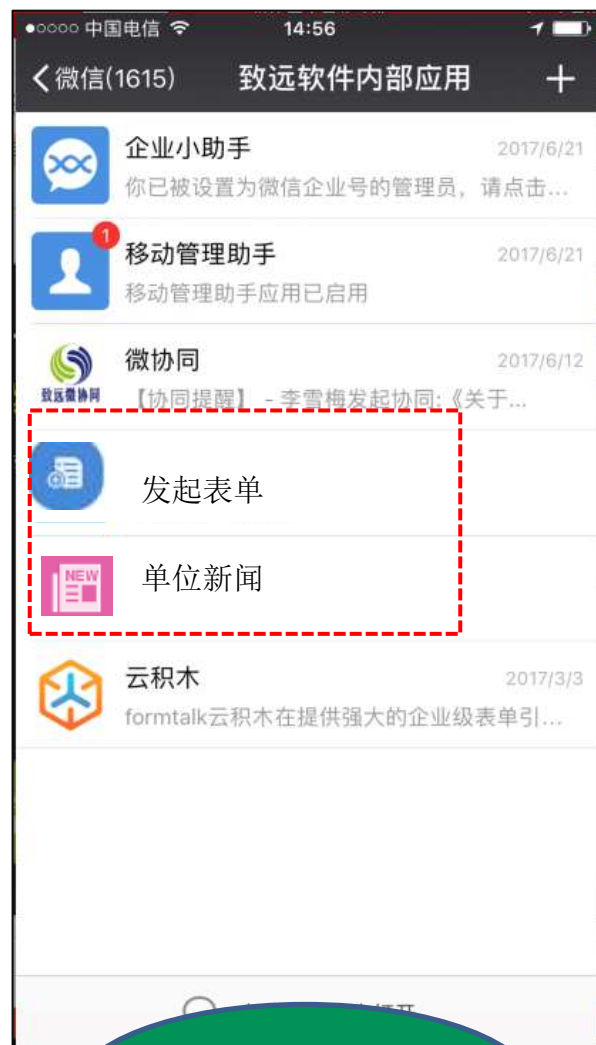 中国电信 14:56
微信(1615) 致远软件内部应用 +
企业小助手 2017/6/21
你已被设置为微信企业号的管理员，请点击...
1
移动管理助手 2017/6/21
移动管理助手应用已启用
微协同 2017/6/12
致远微协同 【协同提醒】 - 李雪梅发起协同:《关于...
发起表单
NEW 单位新闻
云积木 2017/3/3
formtalk云积木在提供强大的企业级表单引...